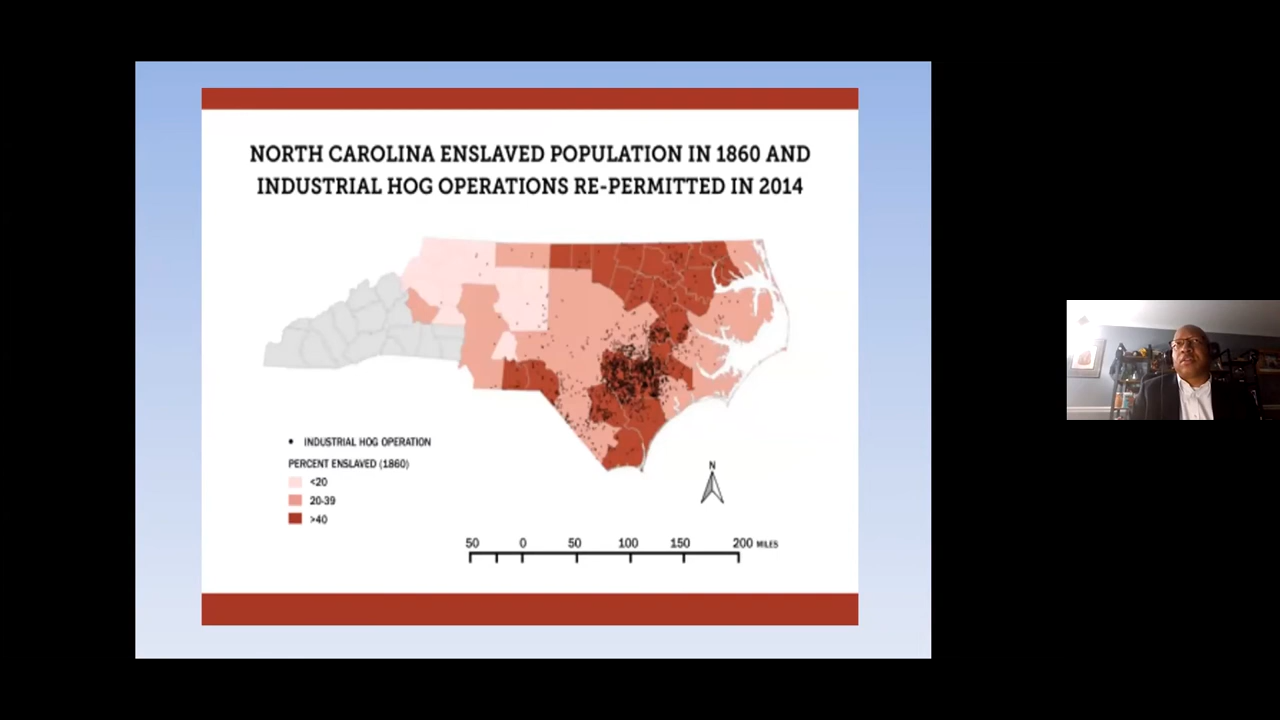 NORTH CAROLINA ENSLAVED POPULATION IN 1860 AND
INDUSTRIAL HOG OPERATIONS RE-PERMITTED IN 2014
• INDUSTRIAL HOG OPERATION
PERCENT ENSLAVED (1860)
<20
20-39
>40
N
50 0 50 100 150 200 MILES